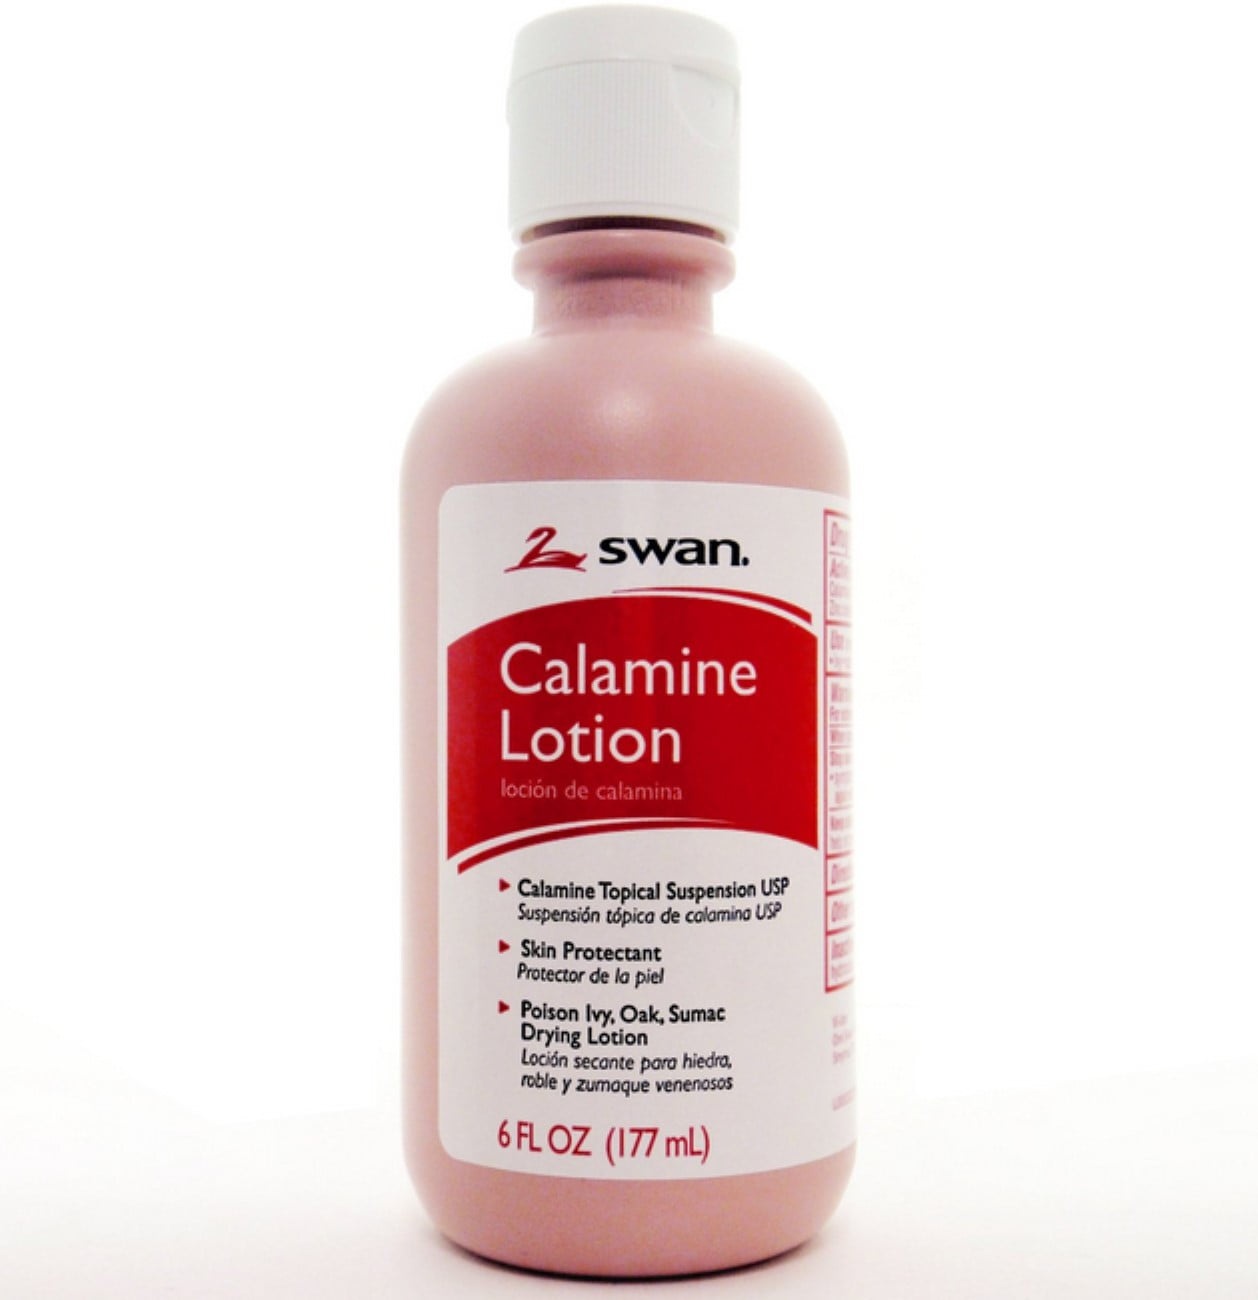 swan.
Calamine
Lotion
loción de calamina
Calamine Topical Suspension USP
Suspensión tópica de calamina USP
Skin Protectant
Protector de la piel
Poison Ivy, Oak, Sumac
Drying Lotion
Loción secante para hiedra,
roble y zumaque venenosos
6 FL OZ (177 mL)